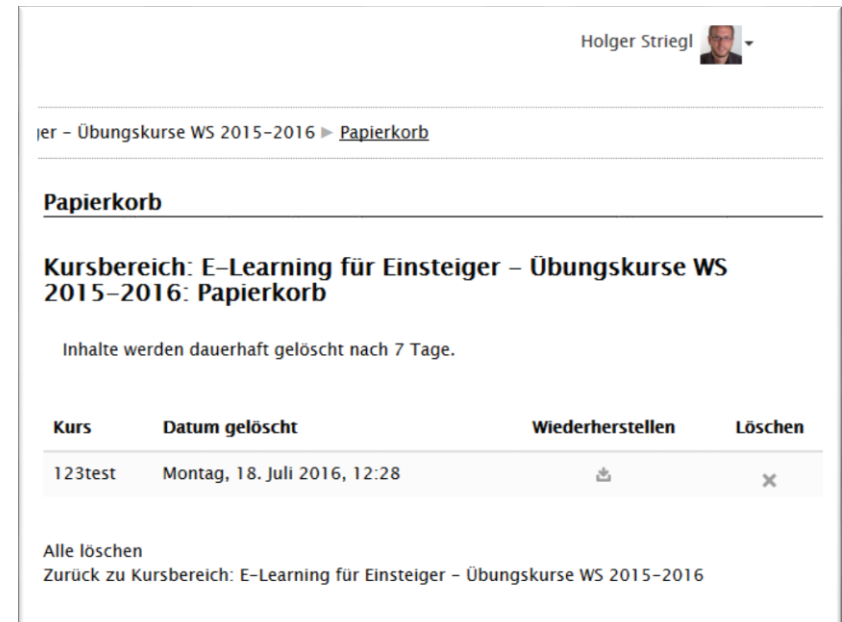 Holger Striegl
er – Übungskurse WS 2015–2016 ▶ Papierkorb
Papierkorb
Kursbereich: E–Learning für Einsteiger – Übungskurse WS
2015–2016: Papierkorb
Inhalte werden dauerhaft gelöscht nach 7 Tage.
Kurs Datum gelöscht Wiederherstellen Löschen
123test Montag, 18. Juli 2016, 12:28
Alle löschen
Zurück zu Kursbereich: E–Learning für Einsteiger – Übungskurse WS 2015–2016